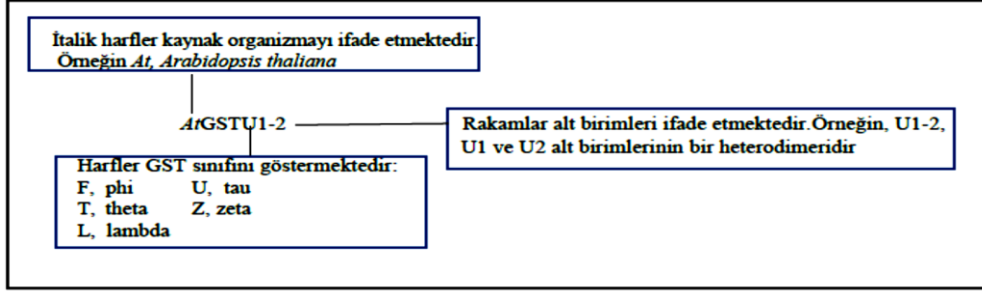 İtalik harfler kaynak organizmayı ifade etmektedir.
Örneğin At, Arabidopsis thaliana
AtGSTU1-2
Rakamlar alt birimleri ifade etmektedir.Örneğin, U1-2,
U1 ve U2 alt birimlerinin bir heterodimeridir
Harfler GST sınıfını göstermektedir:
F, phi U, tau
T, theta Z, zeta
L, lambda